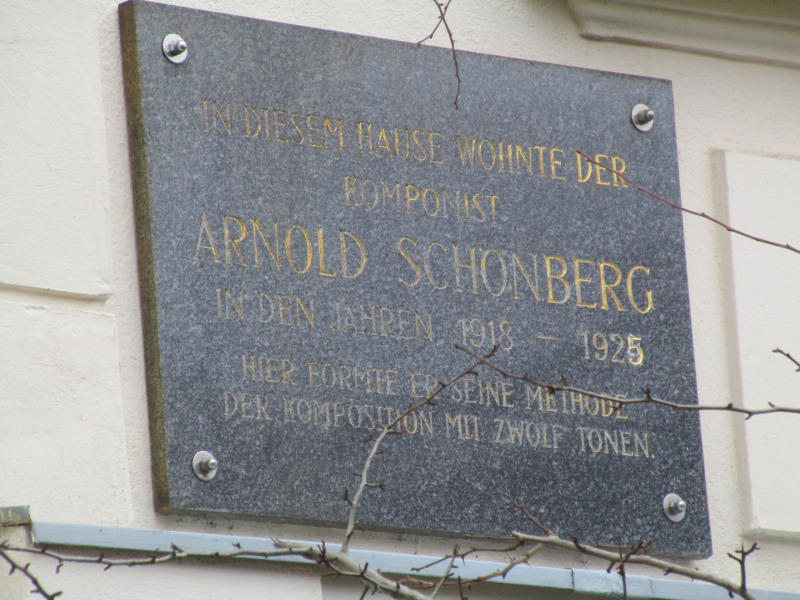 IN DIESEM HAUSE WOHNTE DER
KOMPONIST
ARNOLD SCHÖNBERG
IN DEN JAHREN 1918 – 1925
HIER FORMTE ER SEINE METHODE
DER KOMPOSITION MIT ZWÖLF TÖNEN.